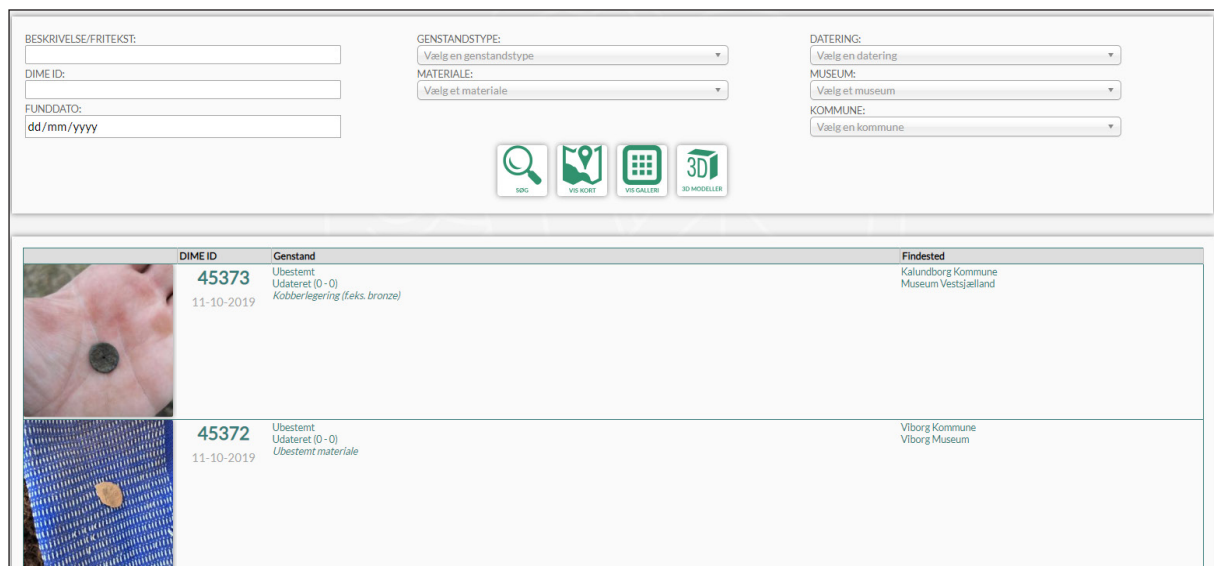 BESKRIVELSE/FRITEKST:
DIME ID:
FUNDDATO:
dd/mm/yyyy
GENSTANDSTYPE:
Vælg en genstandstype
MATERIALE:
Vælg et materiale
DATERING:
Vælg en datering
MUSEUM:
Vælg et museum
KOMMUNE:
Vælg en kommune
SØG
VIS KORT
VIS GALLERI
3D
3D MODELLER
DIME ID Genstand Findested
45373
11-10-2019
Ubestemt
Udateret (0 - 0)
Kobberlegering (f.eks. bronze)
Kalundborg Kommune
Museum Vestsjælland
45372
11-10-2019
Ubestemt
Udateret (0 - 0)
Ubestemt materiale
Viborg Kommune
Viborg Museum